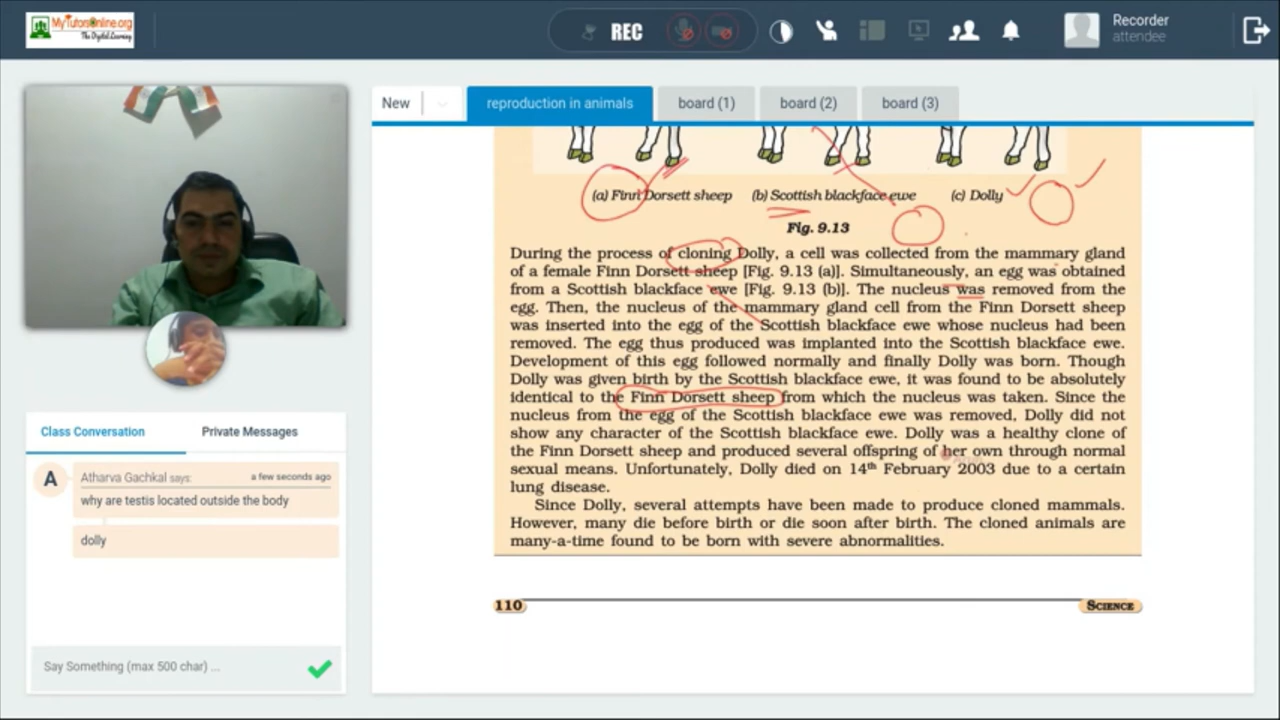 MyTutorsOnline.org
The Digital Learning
REC
Recorder
attendee
New
reproduction in animals
board (1)
board (2)
board (3)
(a) Finn Dorsett sheep (b) Scottish blackface ewe (c) Dolly
Fig. 9.13
During the process of cloning Dolly, a cell was collected from the mammary gland
of a female Finn Dorsett sheep [Fig. 9.13 (a)]. Simultaneously, an egg was obtained
from a Scottish blackface ewe [Fig. 9.13 (b)]. The nucleus was removed from the
egg. Then, the nucleus of the mammary gland cell from the Finn Dorsett sheep
was inserted into the egg of the Scottish blackface ewe whose nucleus had been
removed. The egg thus produced was implanted into the Scottish blackface ewe.
Development of this egg followed normally and finally Dolly was born. Though
Dolly was given birth by the Scottish blackface ewe, it was found to be absolutely
identical to the Finn Dorsett sheep from which the nucleus was taken. Since the
nucleus from the egg of the Scottish blackface ewe was removed, Dolly did not
show any character of the Scottish blackface ewe. Dolly was a healthy clone of
the Finn Dorsett sheep and produced several offspring of her own through normal
sexual means. Unfortunately, Dolly died on 14th February 2003 due to a certain
lung disease.
Since Dolly, several attempts have been made to produce cloned mammals.
However, many die before birth or die soon after birth. The cloned animals are
many-a-time found to be born with severe abnormalities.
110
SCIENCE
Class Conversation
Private Messages
A
Atharva Gachkal says:
a few seconds ago
why are testis located outside the body
dolly
Say Something (max 500 char) ...